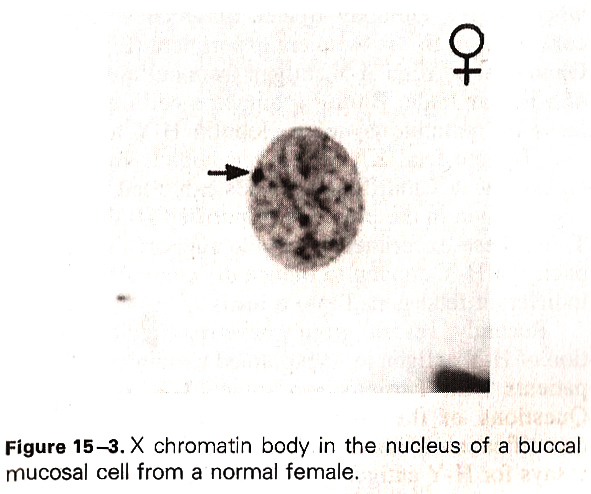 ♀
Figure 15–3. X chromatin body in the nucleus of a buccal
mucosal cell from a normal female.